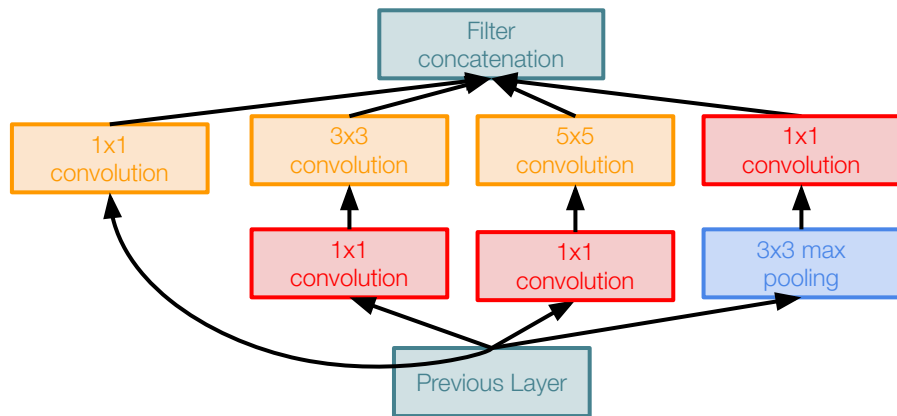 Filter
concatenation
1x1
convolution
3x3
convolution
5x5
convolution
1x1
convolution
1x1
convolution
1x1
convolution
3x3 max
pooling
Previous Layer